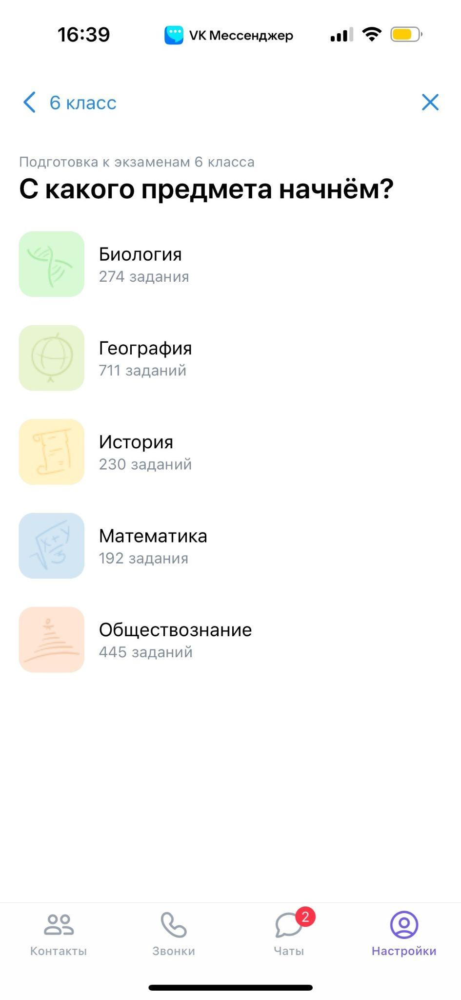 16:39
VK Мессенджер
6 класс
Подготовка к экзаменам 6 класса
С какого предмета начнём?
Биология
274 задания
География
711 заданий
История
230 заданий
x+y
3
Математика
192 задания
Обществознание
445 заданий
2
Контакты
Звонки
Чаты
Настройки